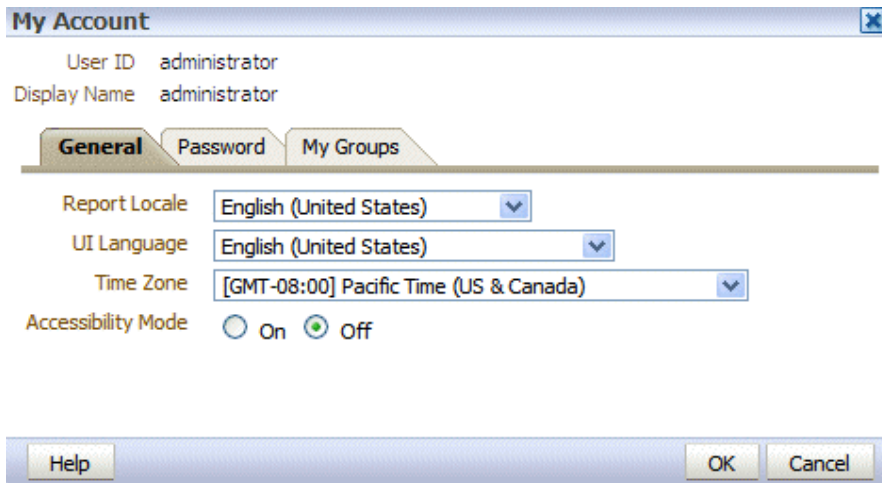 My Account
User ID administrator
Display Name administrator
General Password My Groups
Report Locale English (United States)
UI Language English (United States)
Time Zone [GMT-08:00] Pacific Time (US & Canada)
Accessibility Mode On Off
Help OK Cancel